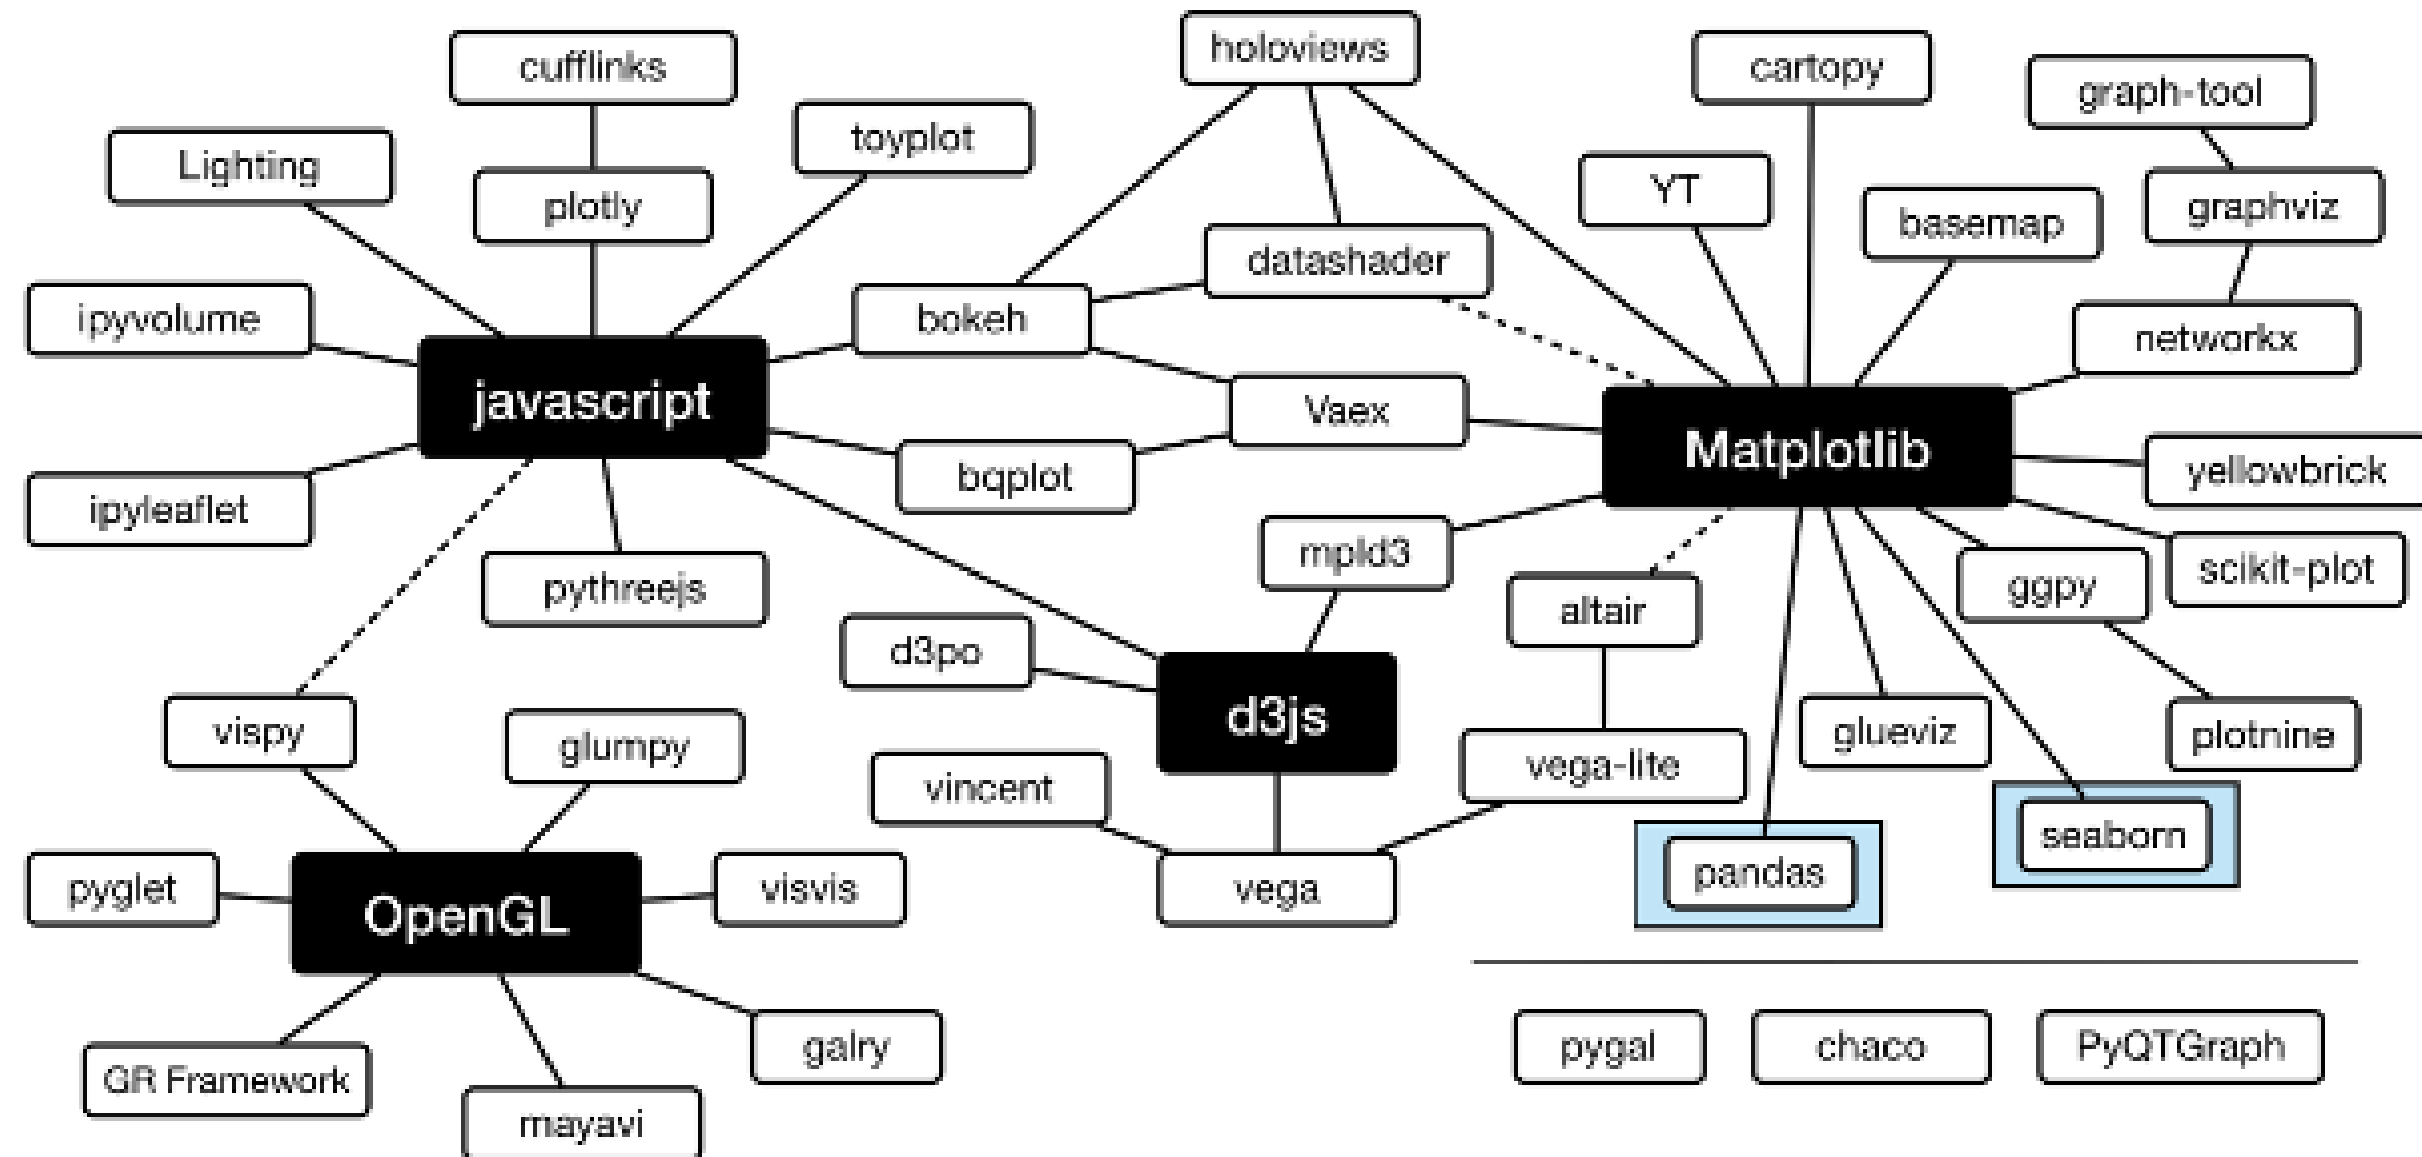 holoviews
cufflinks
cartopy
graph-tool
toyplot
Lighting
YT
plotly
graphviz
basemap
datashader
ipyvolume
bokeh
networkx
javascript
Vaex
Matplotlib
yellowbrick
bqplot
ipyleaflet
mpld3
scikit-plot
pythreejs
ggpy
altair
d3po
d3js
vispy
glueviz
plotnine
glumpy
vega-lite
vincent
seaborn
pandas
pyglet
visvis
vega
OpenGL
galry
pygal
chaco
PyQTGraph
GR Framework
mayavi